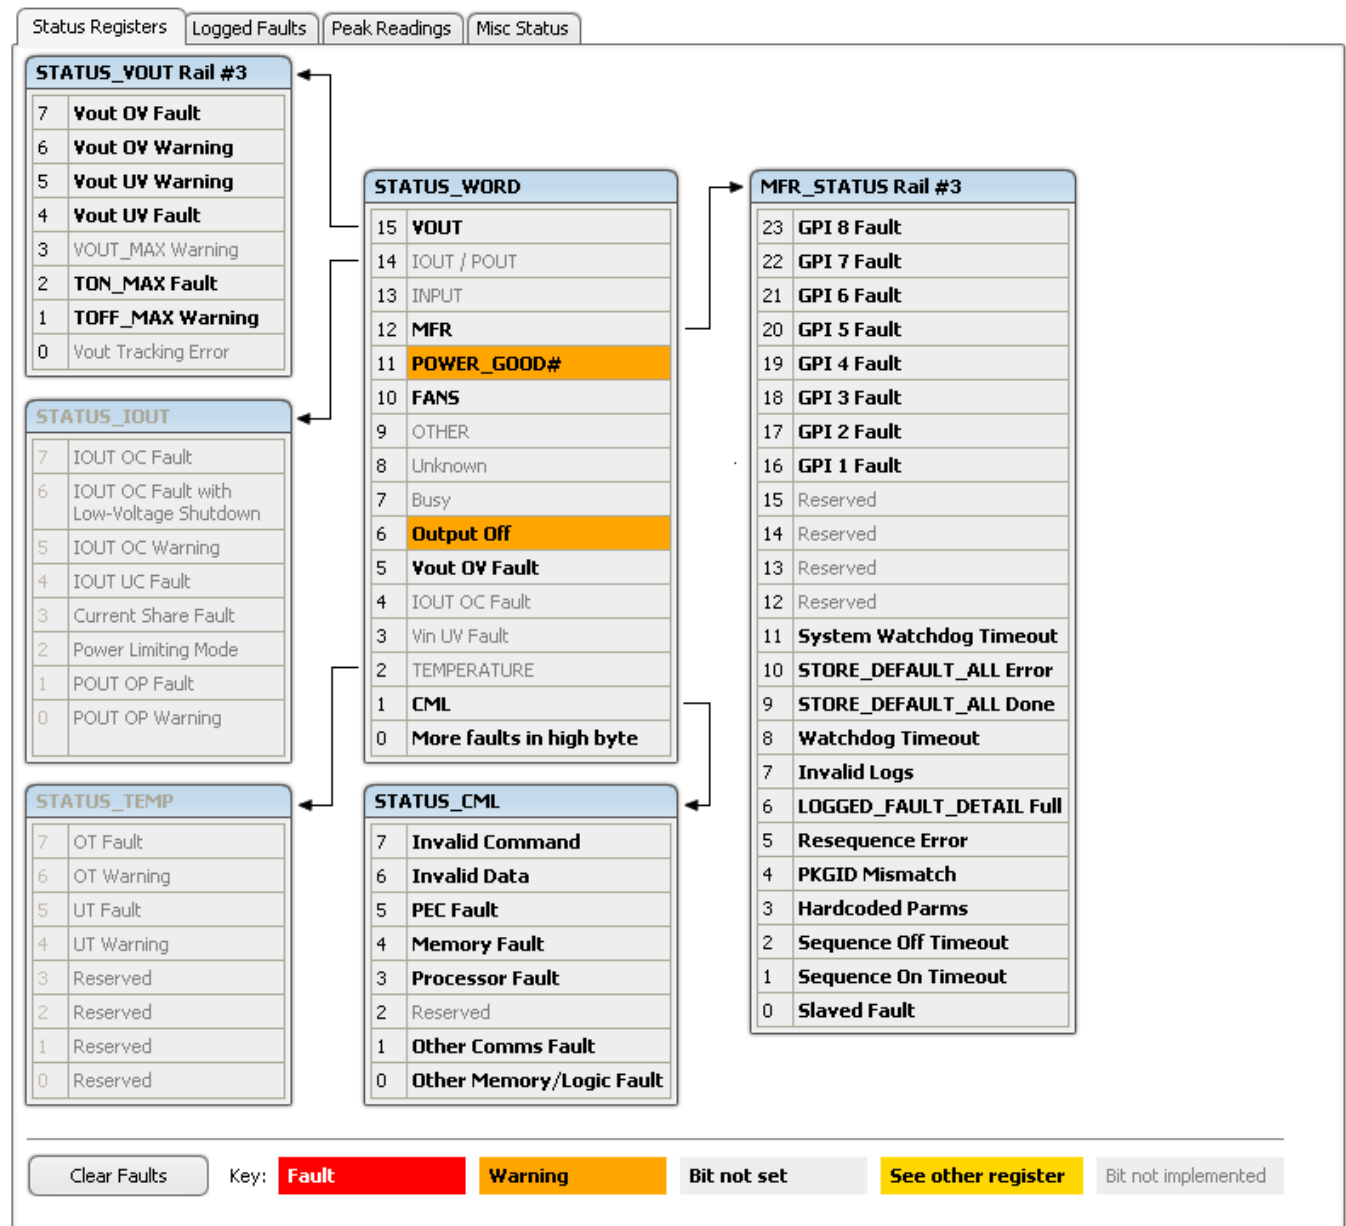 Status Registers
Logged Faults
Peak Readings
Misc Status
STATUS_VOUT Rail #3
7 Vout OV Fault
6 Vout OV Warning
5 Vout UV Warning
4 Vout UV Fault
3 VOUT_MAX Warning
2 TON_MAX Fault
1 TOFF_MAX Warning
0 Vout Tracking Error
STATUS_IOUT
7 IOUT OC Fault
6 IOUT OC Fault with
Low-Voltage Shutdown
5 IOUT OC Warning
4 IOUT UC Fault
3 Current Share Fault
2 Power Limiting Mode
1 POUT OP Fault
0 POUT OP Warning
STATUS_TEMP
7 OT Fault
6 OT Warning
5 UT Fault
4 UT Warning
3 Reserved
2 Reserved
1 Reserved
0 Reserved
STATUS_WORD
15 VOUT
14 IOUT / POUT
13 INPUT
12 MFR
11 POWER_GOOD#
10 FANS
9 OTHER
8 Unknown
7 Busy
6 Output Off
5 Vout OV Fault
4 IOUT OC Fault
3 Vin UV Fault
2 TEMPERATURE
1 CML
0 More faults in high byte
STATUS_CML
7 Invalid Command
6 Invalid Data
5 PEC Fault
4 Memory Fault
3 Processor Fault
2 Reserved
1 Other Comms Fault
0 Other Memory/Logic Fault
MFR_STATUS Rail #3
23 GPI 8 Fault
22 GPI 7 Fault
21 GPI 6 Fault
20 GPI 5 Fault
19 GPI 4 Fault
18 GPI 3 Fault
17 GPI 2 Fault
16 GPI 1 Fault
15 Reserved
14 Reserved
13 Reserved
12 Reserved
11 System Watchdog Timeout
10 STORE_DEFAULT_ALL Error
9 STORE_DEFAULT_ALL Done
8 Watchdog Timeout
7 Invalid Logs
6 LOGGED_FAULT_DETAIL Full
5 Resequence Error
4 PKGID Mismatch
3 Hardcoded Parms
2 Sequence Off Timeout
1 Sequence On Timeout
0 Slaved Fault
Clear Faults
Key:
Fault
Warning
Bit not set
See other register
Bit not implemented